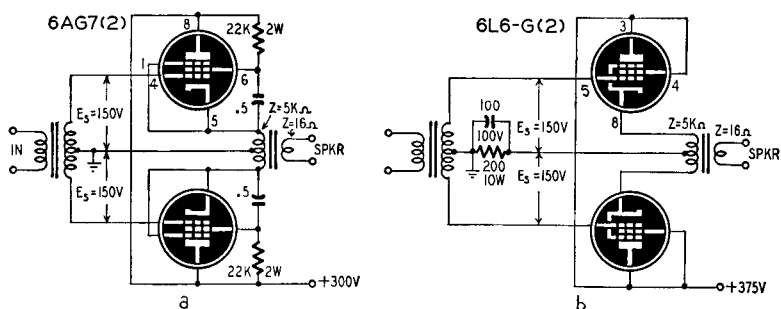 6AG7(2)
8
22K
2W
1
4
6
5
.5
Z=5KΩ
Z=16Ω
IN
Es=150V
SPKR
Es=150V
.5
22K
2W
+300V
a
6L6-G(2)
3
5
4
8
Es=150V
100
100V
200
10W
Z=5KΩ
Z=16Ω
SPKR
Es=150V
+375V
b